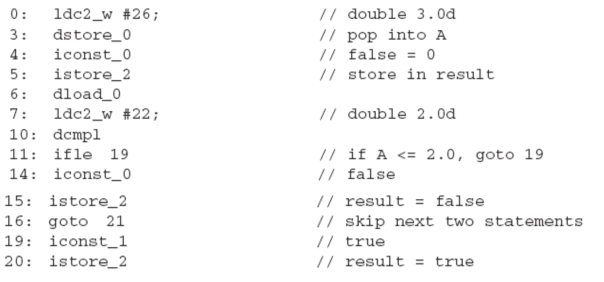 0: ldc2_w #26; // double 3.0d
3: dstore_0 // pop into A
4: iconst_0 // false = 0
5: istore_2 // store in result
6: dload_0
7: ldc2_w #22; // double 2.0d
10: dcmpl
11: ifle 19 // if A <= 2.0, goto 19
14: iconst_0 // false
15: istore_2 // result = false
16: goto 21 // skip next two statements
19: iconst_1 // true
20: istore_2 // result = true